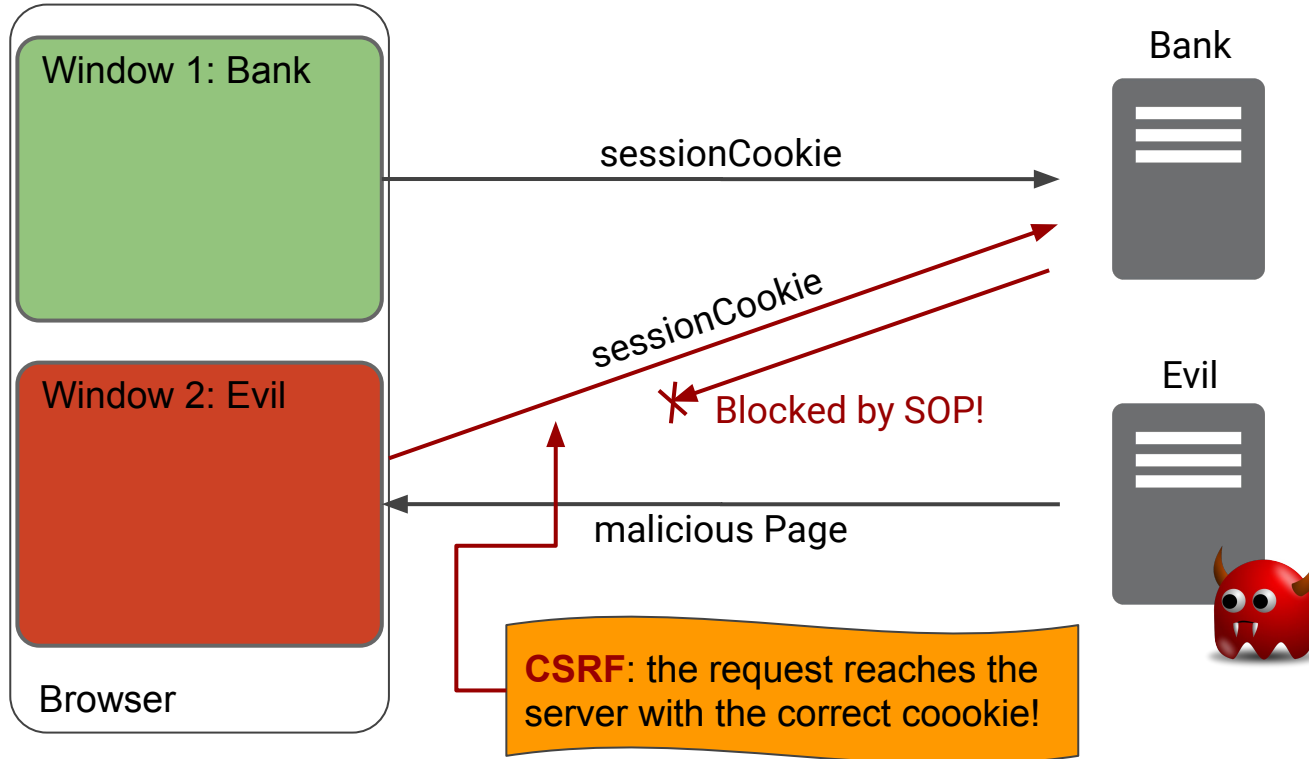 Window 1: Bank
Bank
sessionCookie
sessionCookie
Window 2: Evil
Evil
Blocked by SOP!
malicious Page
CSRF: the request reaches the
server with the correct coookie!
Browser